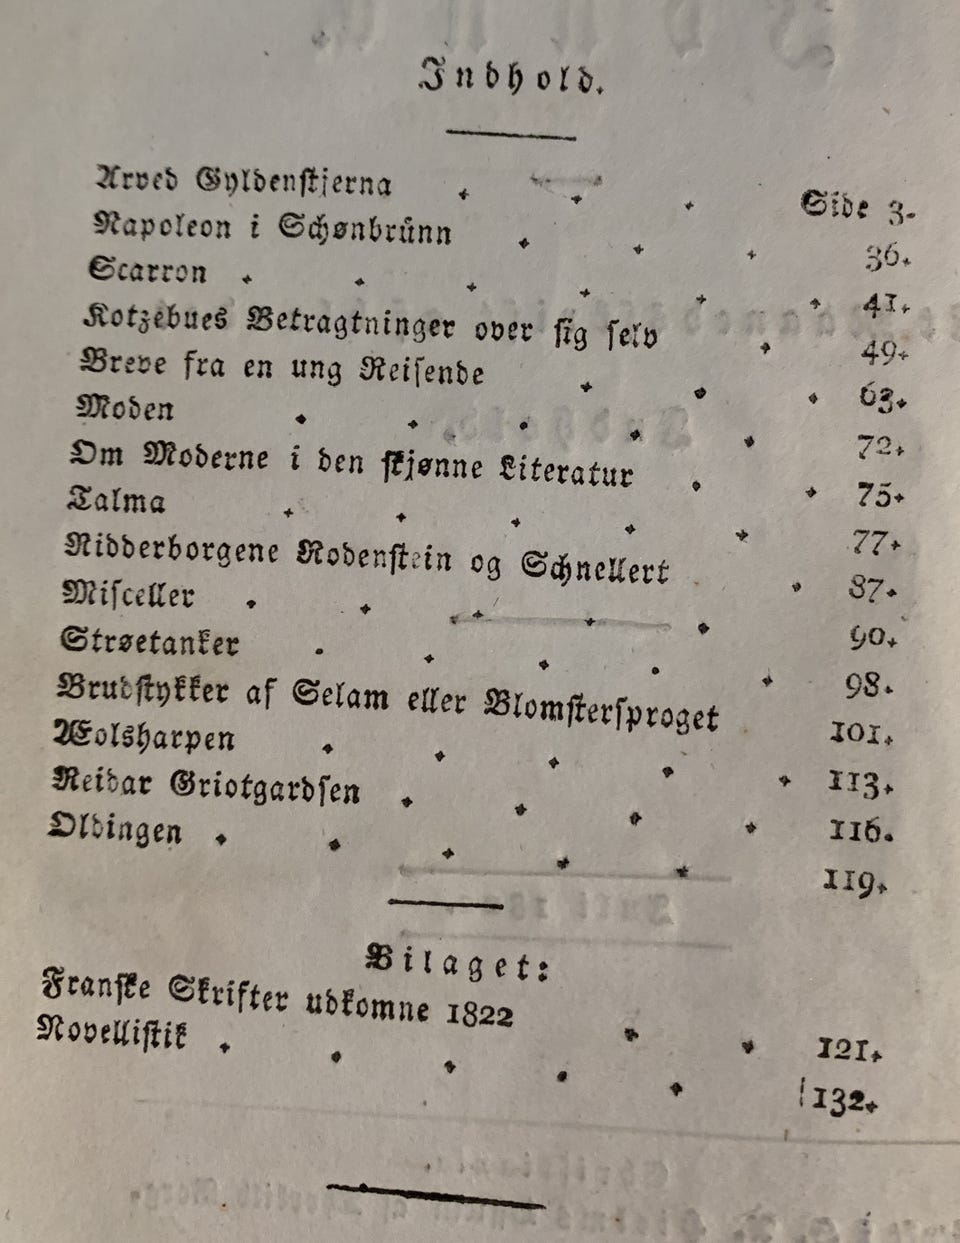 Indhold.
Arved Gyldenstjerna . . . Side 3.
Napoleon i Schønbrünn . . . 36.
Scarron . . . . . . 41.
Kotzebues Betragtninger over sig selv . 49.
Breve fra en ung Reisende . . . 63.
Moden . . . . . 72.
Om Moderne i den skjønne Literatur . . 75.
Talma . . . . . 77.
Ridderborgene Rodenstein og Schnellert . . 87.
Misceller . . . . . 90.
Strøetanker . . . . . 98.
Brudstykker af Selam eller Blomstersproget 101.
Æolsharpen . . . . . 113.
Reidar Griotgardsen . . . . 116.
Oldingen . . . . . 119.
Bilaget:
Franske Skrifter udkomne 1822 . . 121.
Novellistik . . . . . 132.